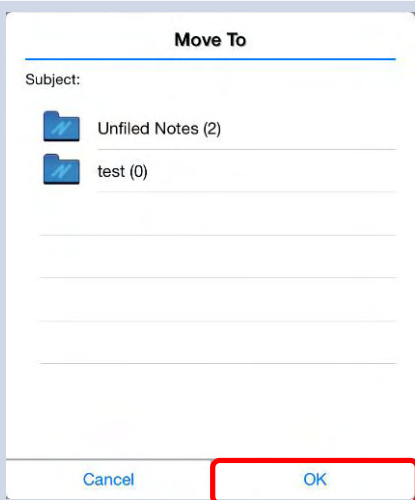 Move To
Subject:
Unfiled Notes (2)
test (0)
Cancel OK